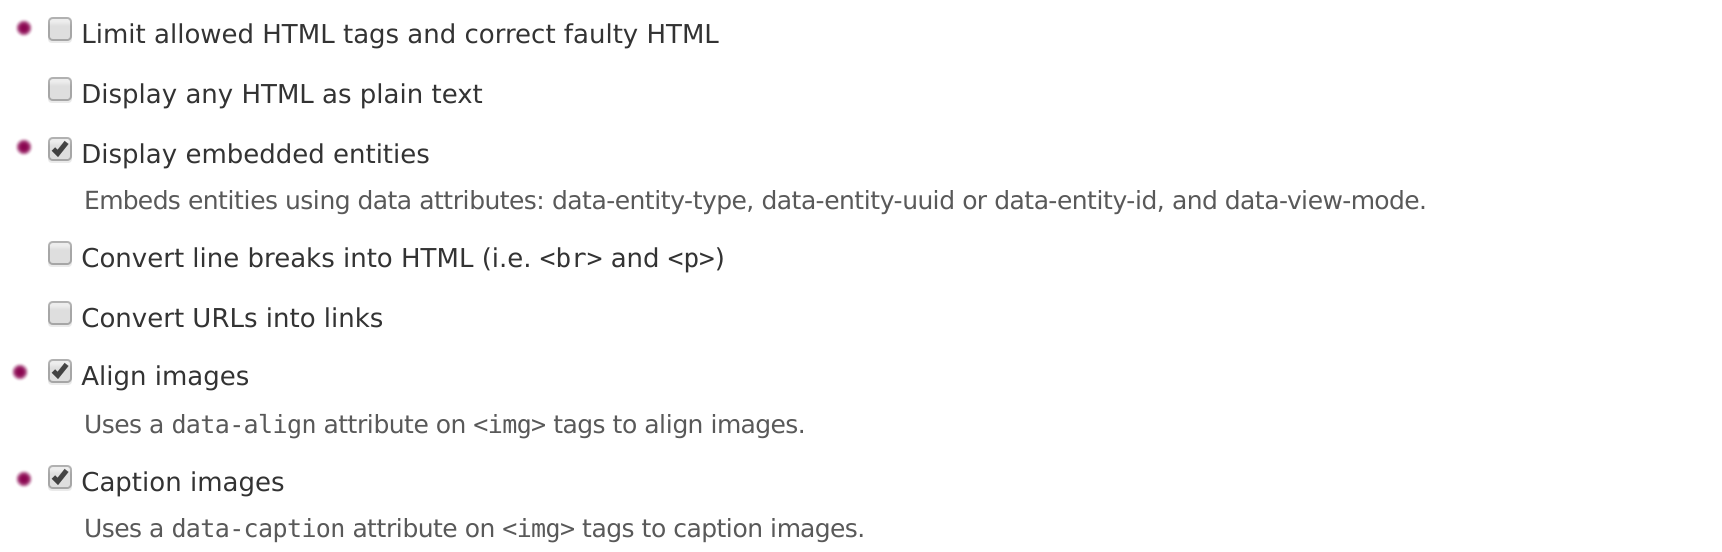 Limit allowed HTML tags and correct faulty HTML
Display any HTML as plain text
Display embedded entities
Embeds entities using data attributes: data-entity-type, data-entity-uuid or data-entity-id, and data-view-mode.
Convert line breaks into HTML (i.e. <br> and <p>)
Convert URLs into links
Align images
Uses a data-align attribute on <img> tags to align images.
Caption images
Uses a data-caption attribute on <img> tags to caption images.